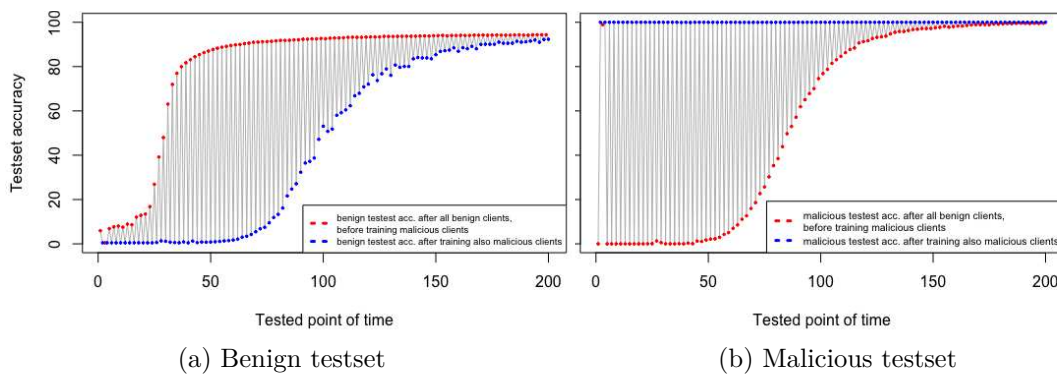 100
80
60
40
20
0
Testset accuracy
benign testest acc. after all benign clients,
before training malicious clients
benign testest acc. after training also malicious clients
0
50
100
150
200
Tested point of time
(a) Benign testset
malicious testest acc. after all benign clients,
before training malicious clients
malicious testest acc. after training also malicious clients
0
50
100
150
200
Tested point of time
(b) Malicious testset